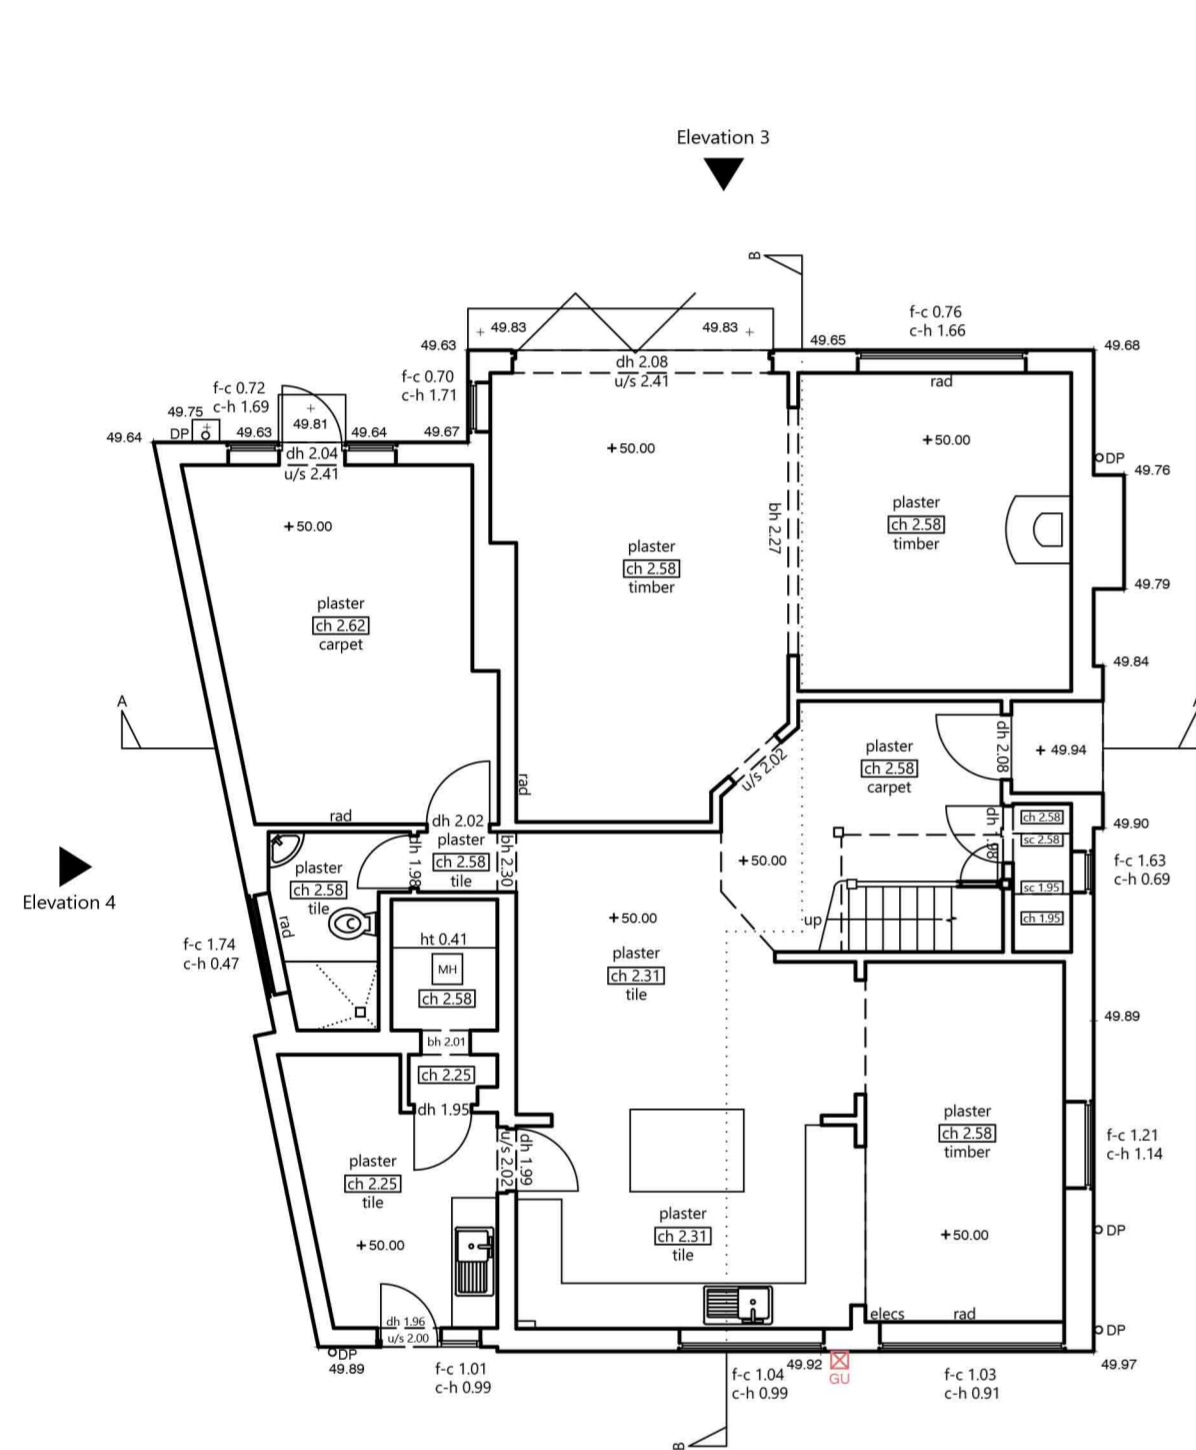 Elevation 3
B
f-c 0.76
c-h 1.66
49.83
49.83
49.63
49.65
49.68
dh 2.08
u/s 2.41
rad
f-c 0.70
c-h 1.71
f-c 0.72
c-h 1.69
49.75
DP
49.81
49.63
49.64
49.67
49.64
dh 2.04
u/s 2.41
+50.00
+50.00
DP
49.76
+50.00
plaster
ch 2.58
timber
bh 2.27
plaster
ch 2.58
timber
49.79
plaster
ch 2.62
carpet
49.84
A
A
plaster
ch 2.58
carpet
dh 2.08
49.94
u/s 2.02
rad
rad
dh 2.02
plaster
ch 2.58
tile
dh 1.98
bh 2.30
ch 2.58
sc 2.58
dh 1.98
49.90
+50.00
f-c 1.63
c-h 0.69
Elevation 4
plaster
ch 2.58
tile
rad
sc 1.95
ch 1.95
up
+50.00
f-c 1.74
c-h 0.47
ht 0.41
MH
ch 2.58
plaster
ch 2.31
tile
49.89
bh 2.01
ch 2.25
dh 1.95
plaster
ch 2.58
timber
f-c 1.21
c-h 1.14
u/s 2.02
dh 1.99
plaster
ch 2.25
tile
plaster
ch 2.31
tile
+50.00
+50.00
DP
elecs
rad
dh 1.96
u/s 2.00
DP
DP
49.89
49.92
GU
49.97
f-c 1.01
c-h 0.99
f-c 1.04
c-h 0.99
f-c 1.03
c-h 0.91
B